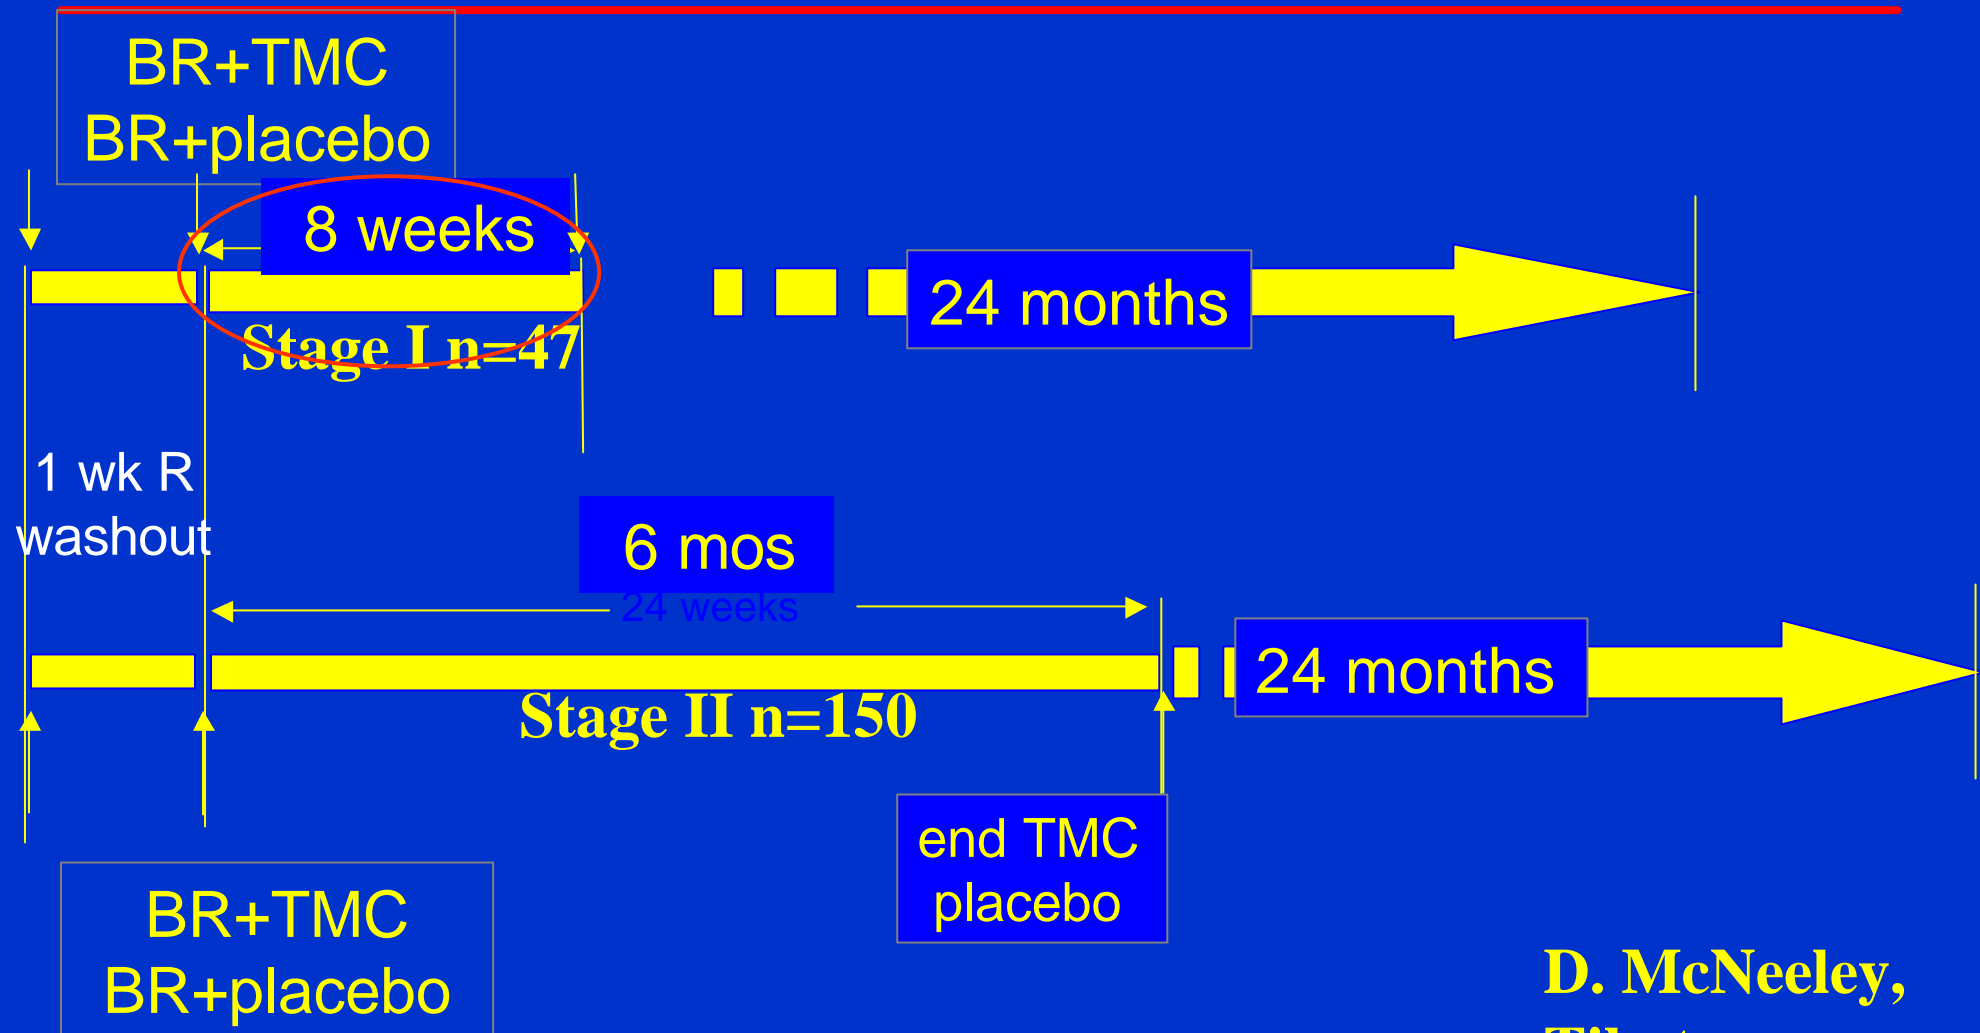 BR+TMC
BR+placebo
8 weeks
24 months
Stage I n=47
1 wk R
washout
6 mos
24 weeks
24 months
Stage II n=150
end TMC
placebo
BR+TMC
BR+placebo
D. McNeeley,